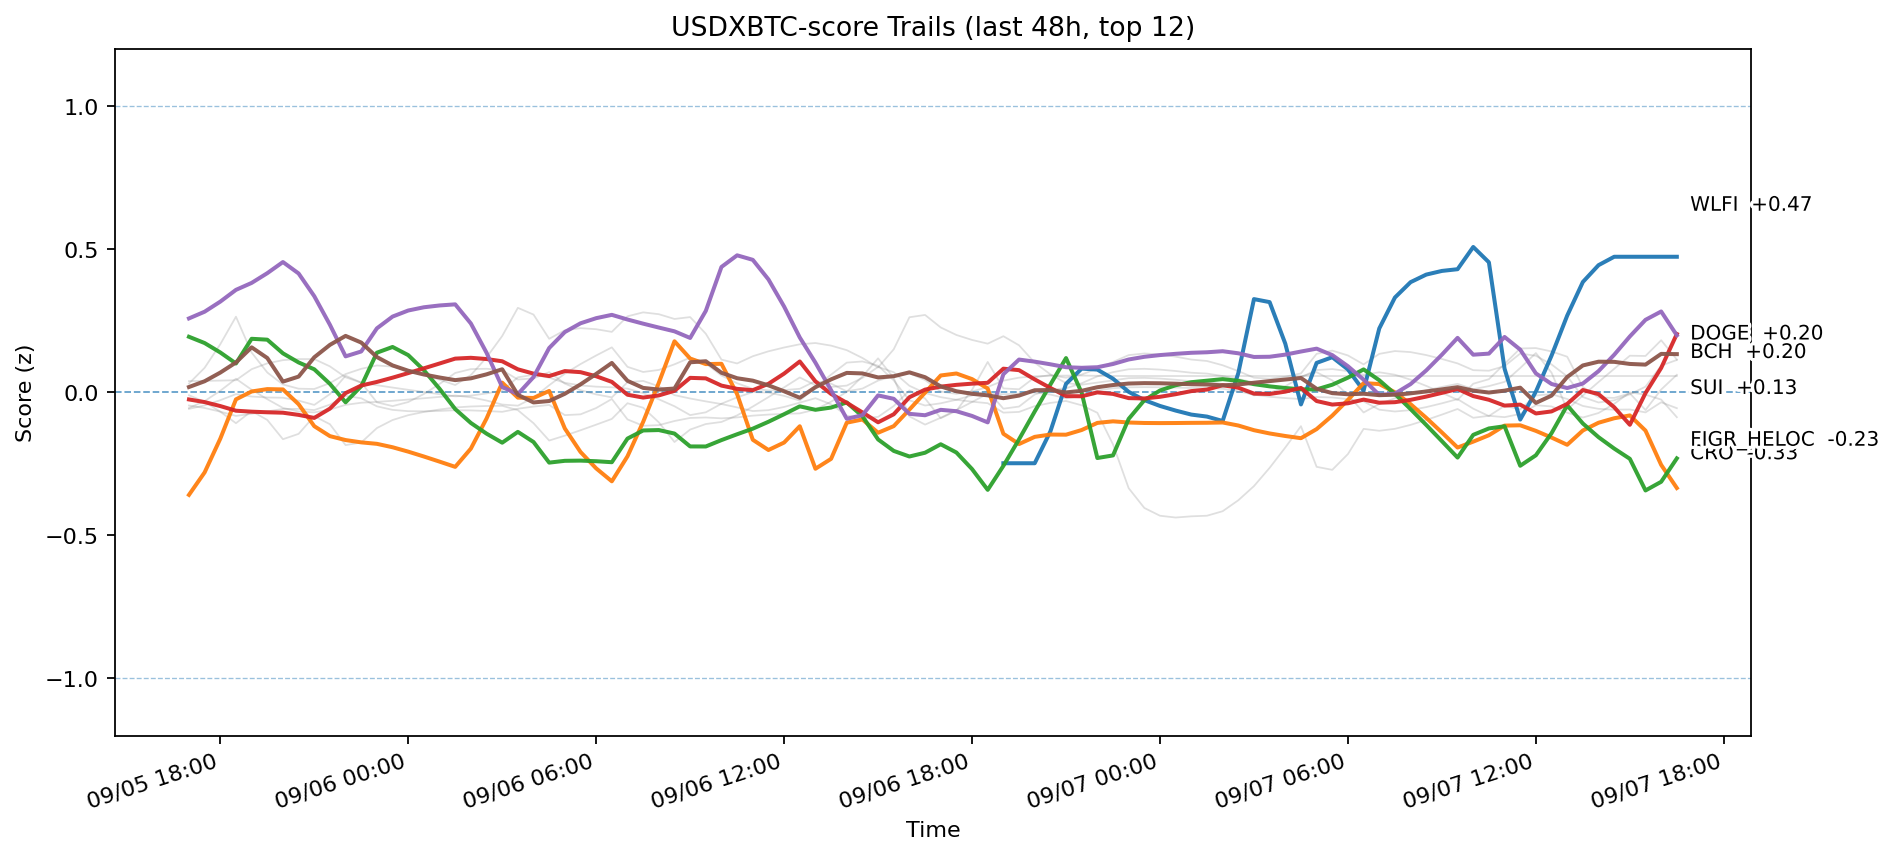 USDXBTC-score Trails (last 48h, top 12)
Score (z)
1.0
0.5
0.0
−0.5
−1.0
WLFI +0.47
DOGE +0.20
BCH +0.20
SUI +0.13
FIGR_HELOC -0.23
CRO -0.33
09/05 18:00
09/06 00:00
09/06 06:00
09/06 12:00
09/06 18:00
09/07 00:00
09/07 06:00
09/07 12:00
09/07 18:00
Time